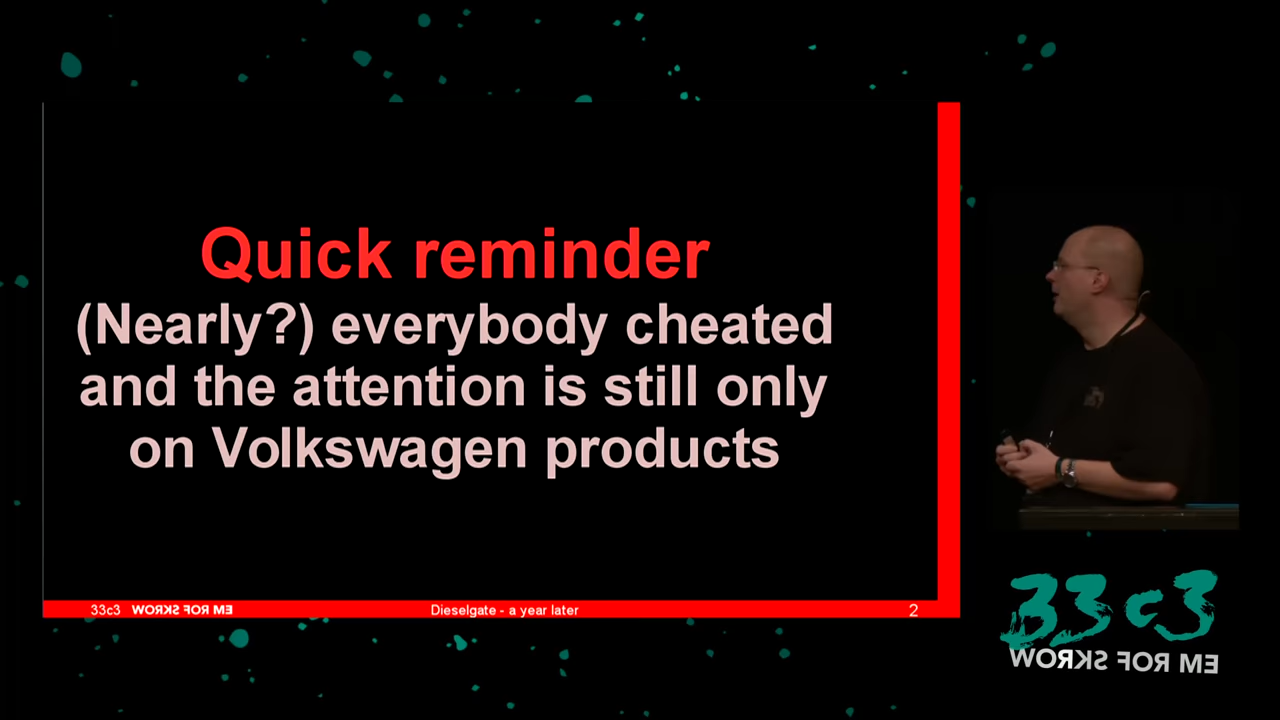 Quick reminder
(Nearly?) everybody cheated
and the attention is still only
on Volkswagen products
33c3 WORKS FOR ME
Dieselgate - a year later
2
33c3
WORKS FOR ME